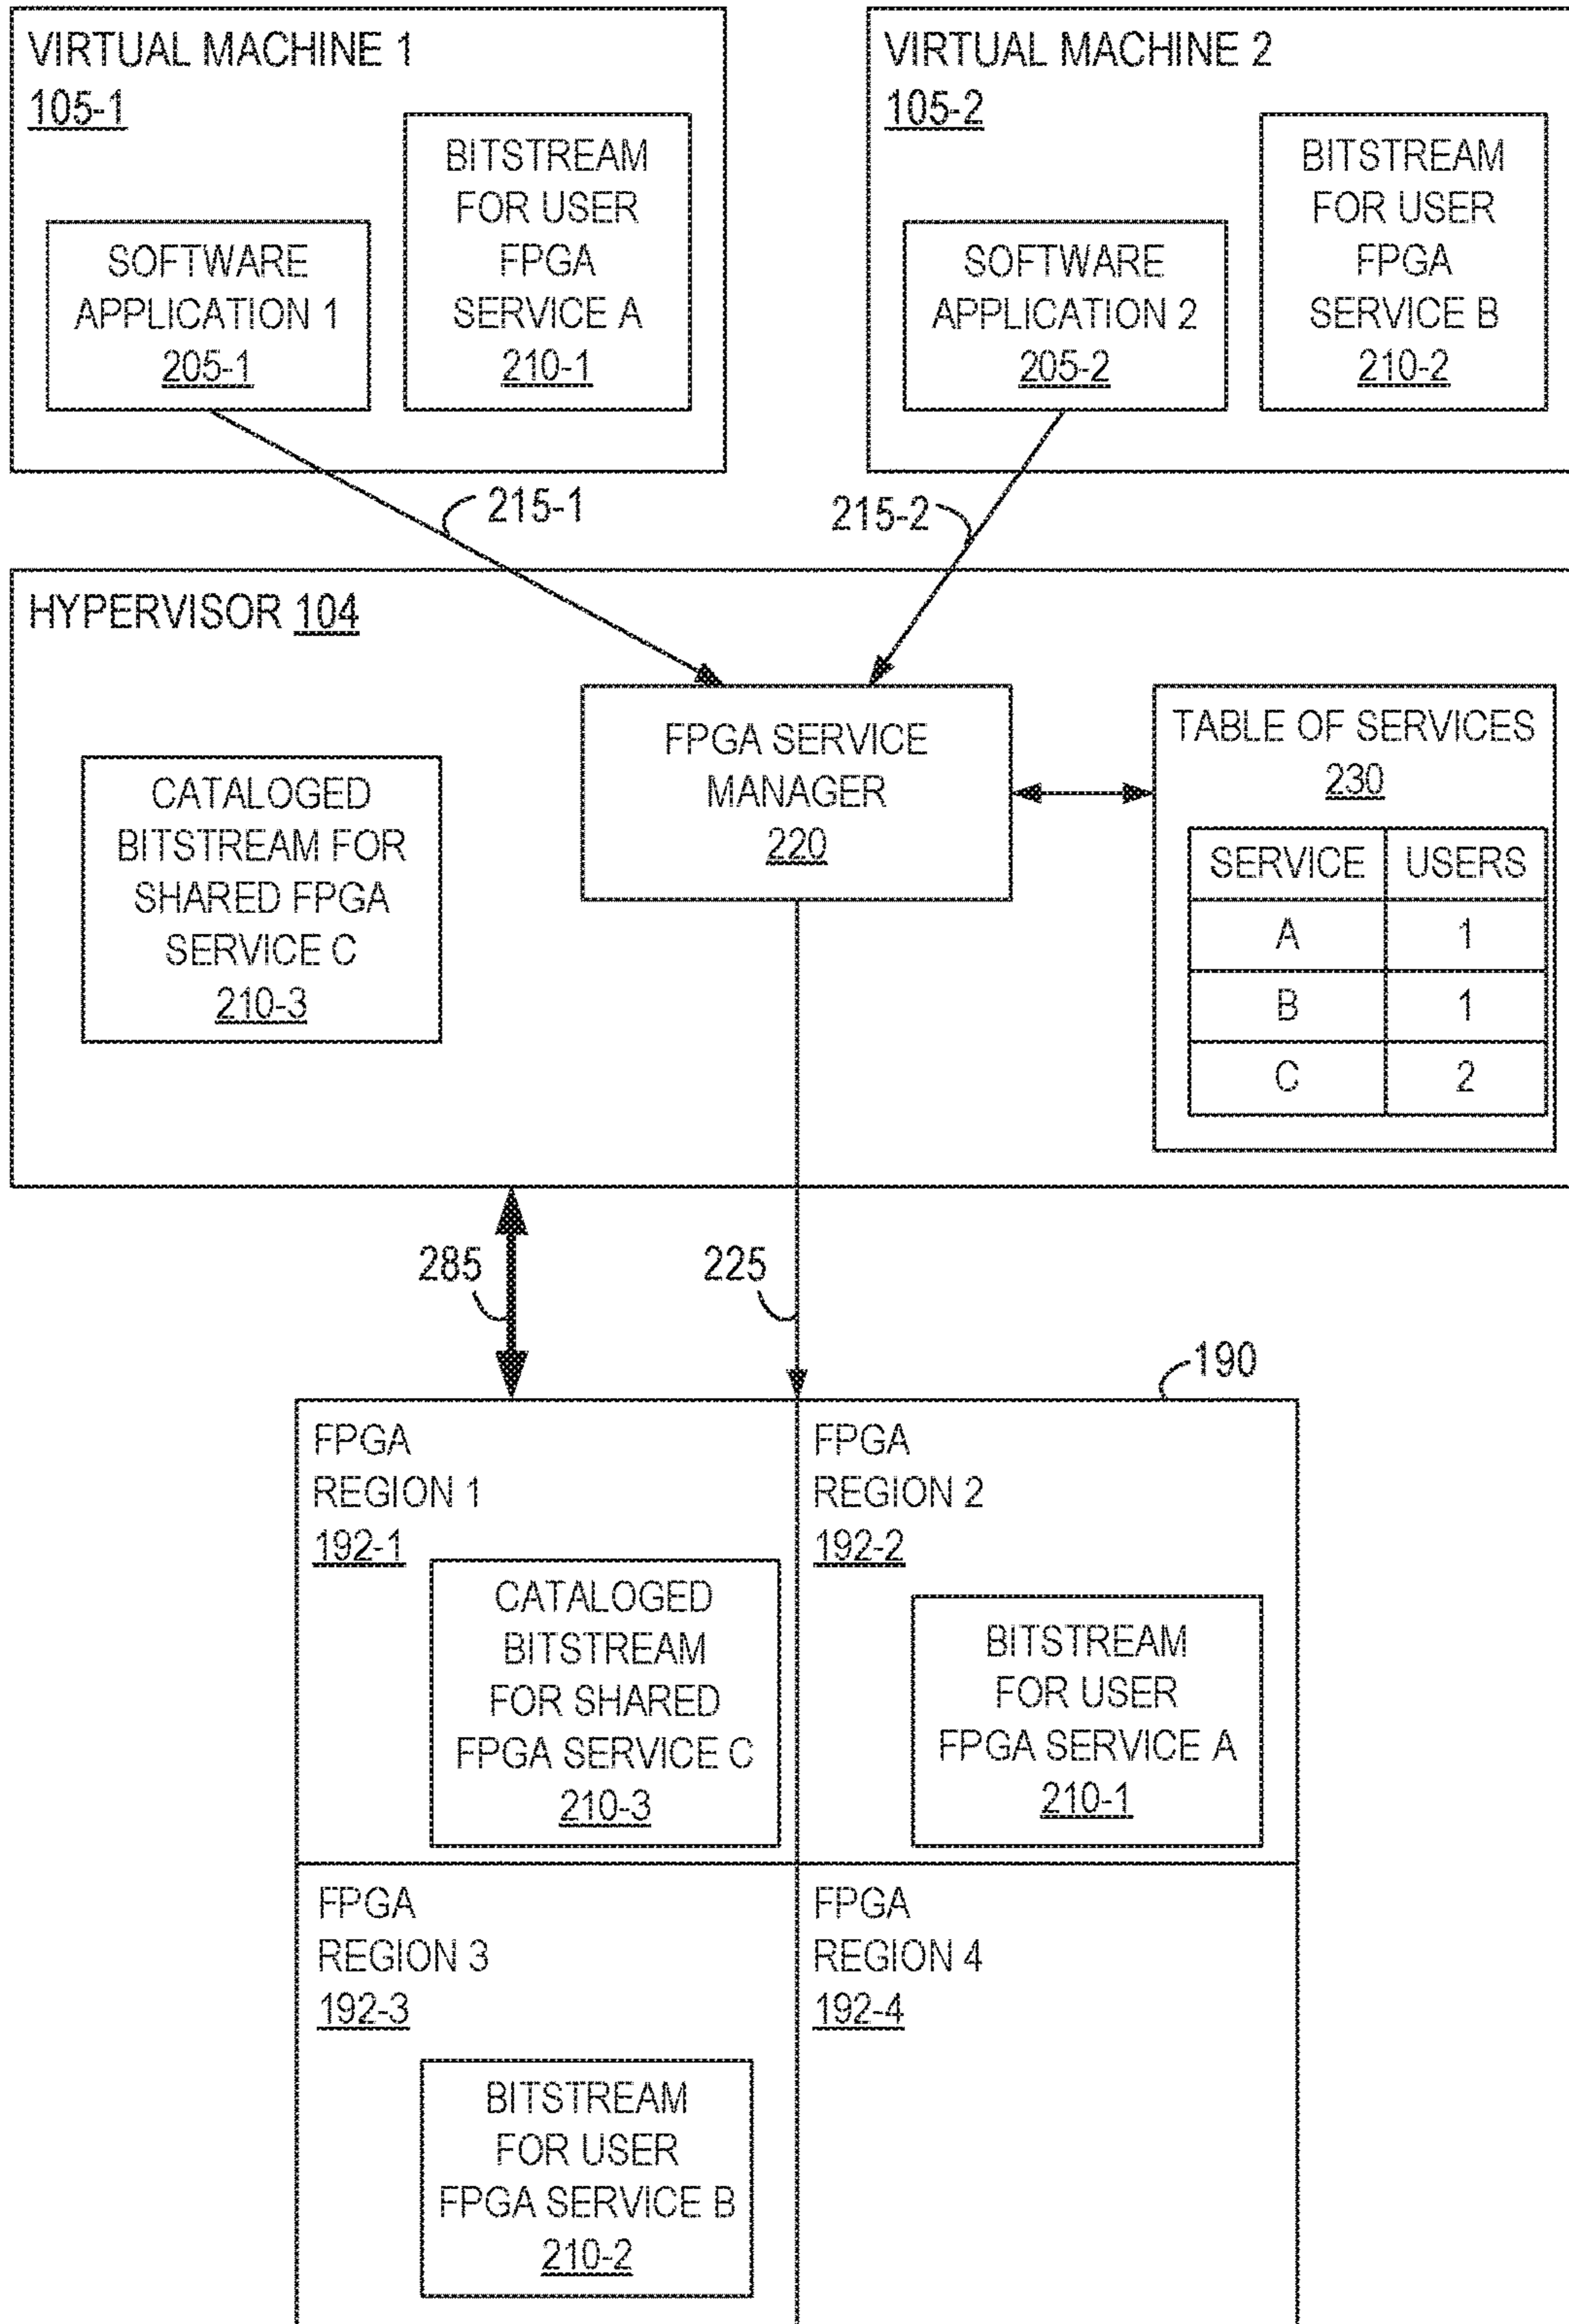 VIRTUAL MACHINE 1
105-1
BITSTREAM
FOR USER
FPGA
SERVICE A
210-1
SOFTWARE
APPLICATION 1
205-1
VIRTUAL MACHINE 2
105-2
BITSTREAM
FOR USER
FPGA
SERVICE B
210-2
SOFTWARE
APPLICATION 2
205-2
215-1
215-2
HYPERVISOR 104
CATALOGED
BITSTREAM FOR
SHARED FPGA
SERVICE C
210-3
FPGA SERVICE
MANAGER
220
TABLE OF SERVICES
230
SERVICE USERS
A 1
B 1
C 2
285
225
190
FPGA
REGION 1
192-1
CATALOGED
BITSTREAM
FOR SHARED
FPGA SERVICE C
210-3
FPGA
REGION 2
192-2
BITSTREAM
FOR USER
FPGA SERVICE A
210-1
FPGA
REGION 3
192-3
BITSTREAM
FOR USER
FPGA SERVICE B
210-2
FPGA
REGION 4
192-4